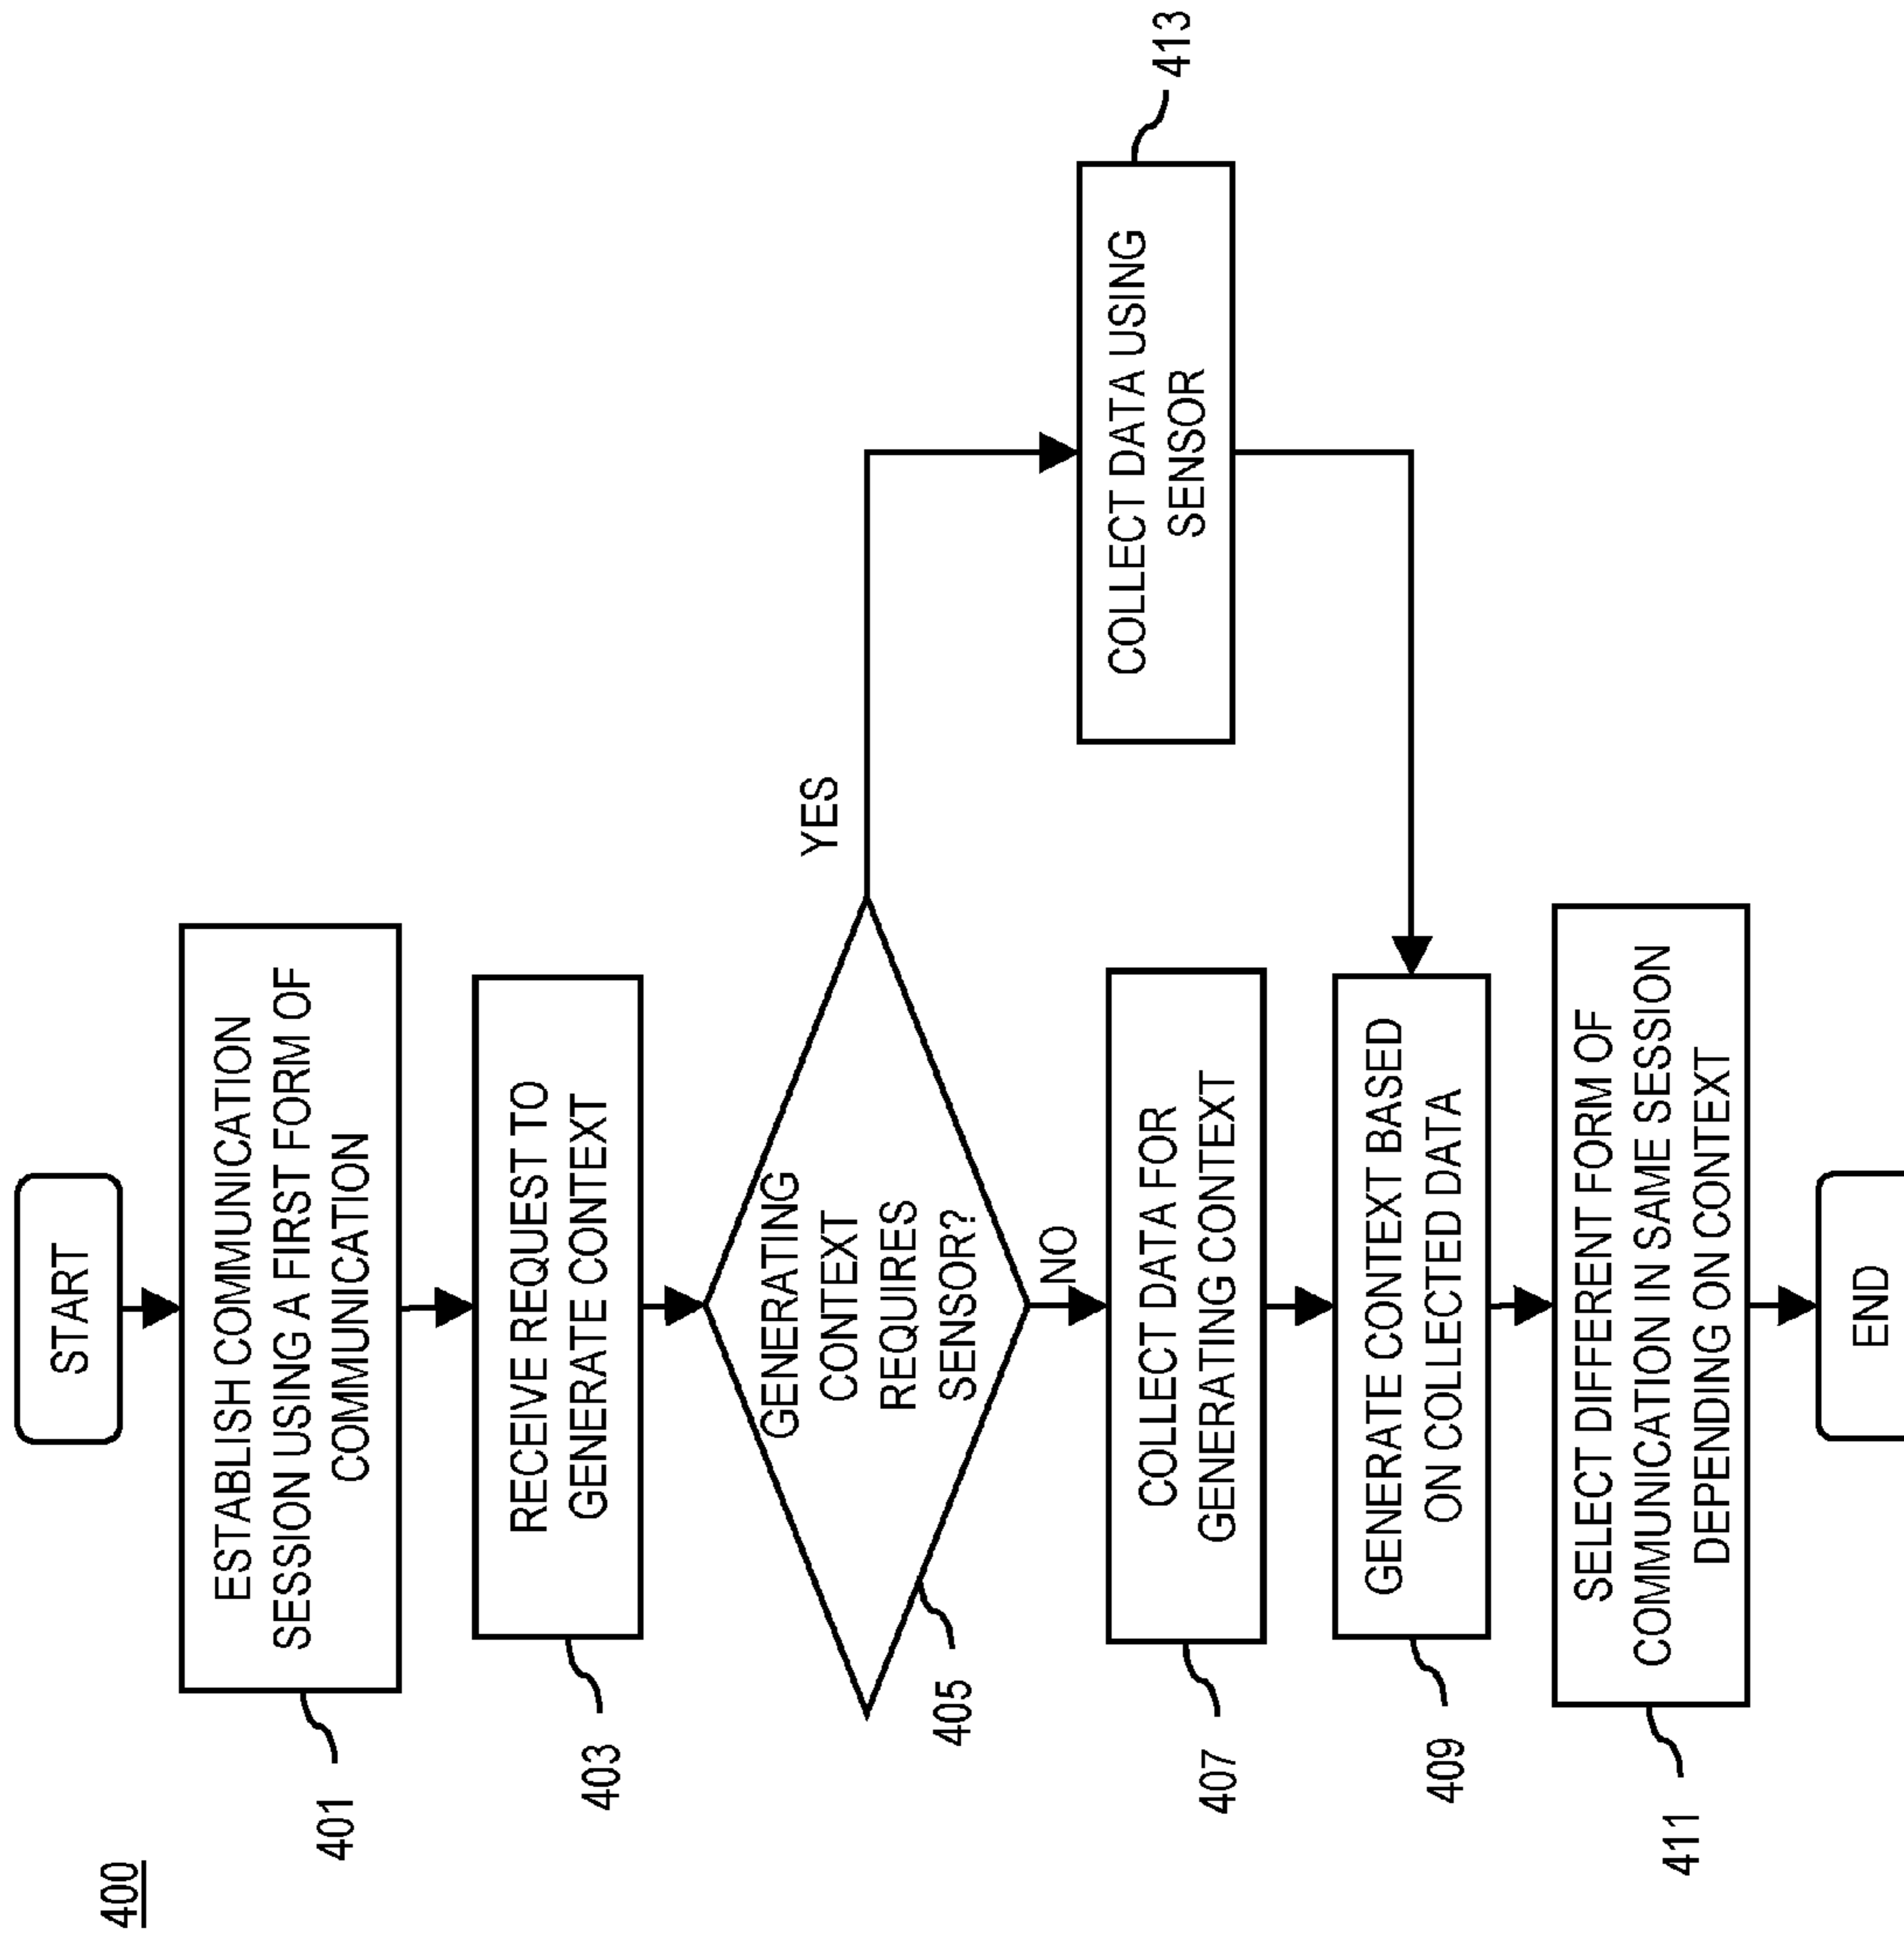 400
START
ESTABLISH COMMUNICATION
SESSION USING A FIRST FORM OF
COMMUNICATION
401
RECEIVE REQUEST TO
GENERATE CONTEXT
403
GENERATING
CONTEXT
REQUIRES
SENSOR?
405
YES
NO
COLLECT DATA USING
SENSOR
413
COLLECT DATA FOR
GENERATING CONTEXT
407
GENERATE CONTEXT BASED
ON COLLECTED DATA
409
SELECT DIFFERENT FORM OF
COMMUNICATION IN SAME SESSION
DEPENDING ON CONTEXT
411
END